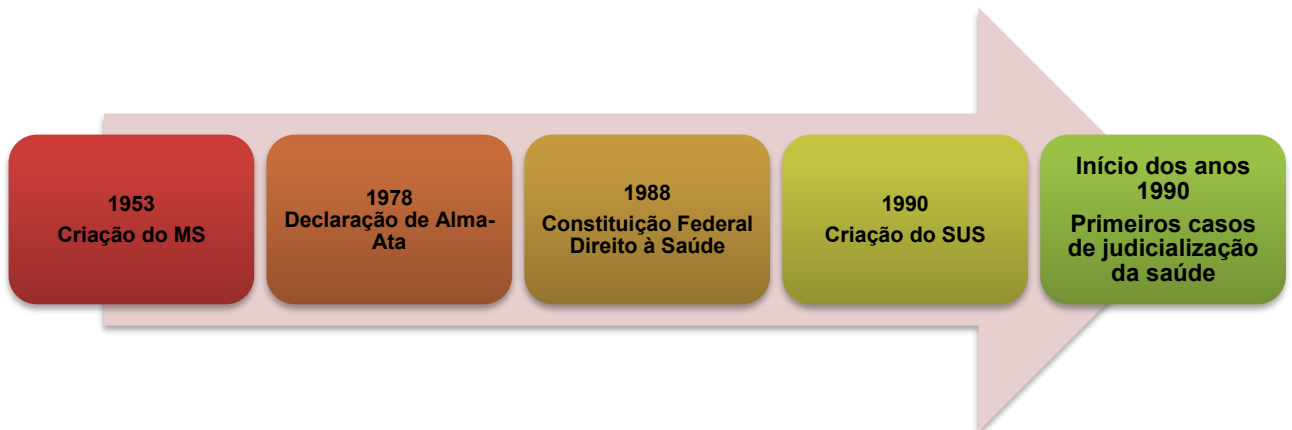 1953
Criação do MS
1978
Declaração de Alma-
Ata
1988
Constituição Federal
Direito à Saúde
1990
Criação do SUS
Início dos anos
1990
Primeiros casos
de judicialização
da saúde